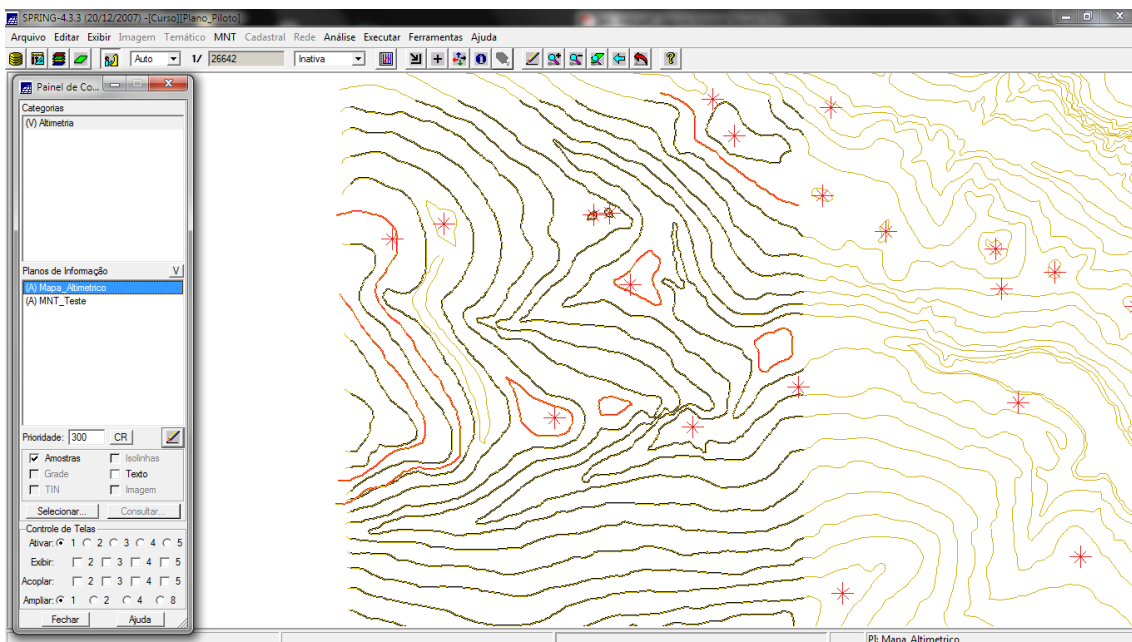 SPRING-4.3.3 (20/12/2007) -[Curso][Plano_Piloto]
Arquivo Editar Exibir Imagem Temático MNT Cadastral Rede Análise Executar Ferramentas Ajuda
Auto 1/ 26642 Inativa
Painel de Co...
Categorias
(V) Altimetria
Planos de Informação V
(A) Mapa_Altimetrico
(A) MNT_Teste
Prioridade: 300 CR
Amostras Isolinhas
Grade Texto
TIN Imagem
Selecionar... Consultar...
Controle de Telas
Ativar: 1 2 3 4 5
Exibir: 2 3 4 5
Acoplar: 2 3 4 5
Ampliar: 1 2 4 8
Fechar Ajuda
PI: Mapa_Altimetrico